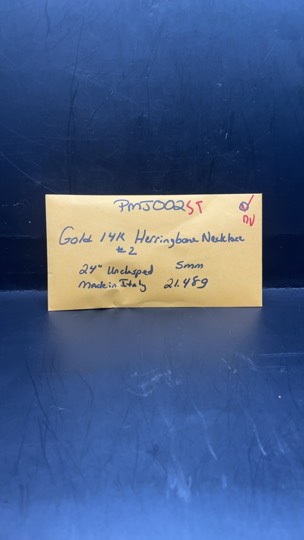 PMJ002ST
Gold 14K Herringbone Necklace
#2
24" Unclasped 5mm
Made in Italy 21.48g